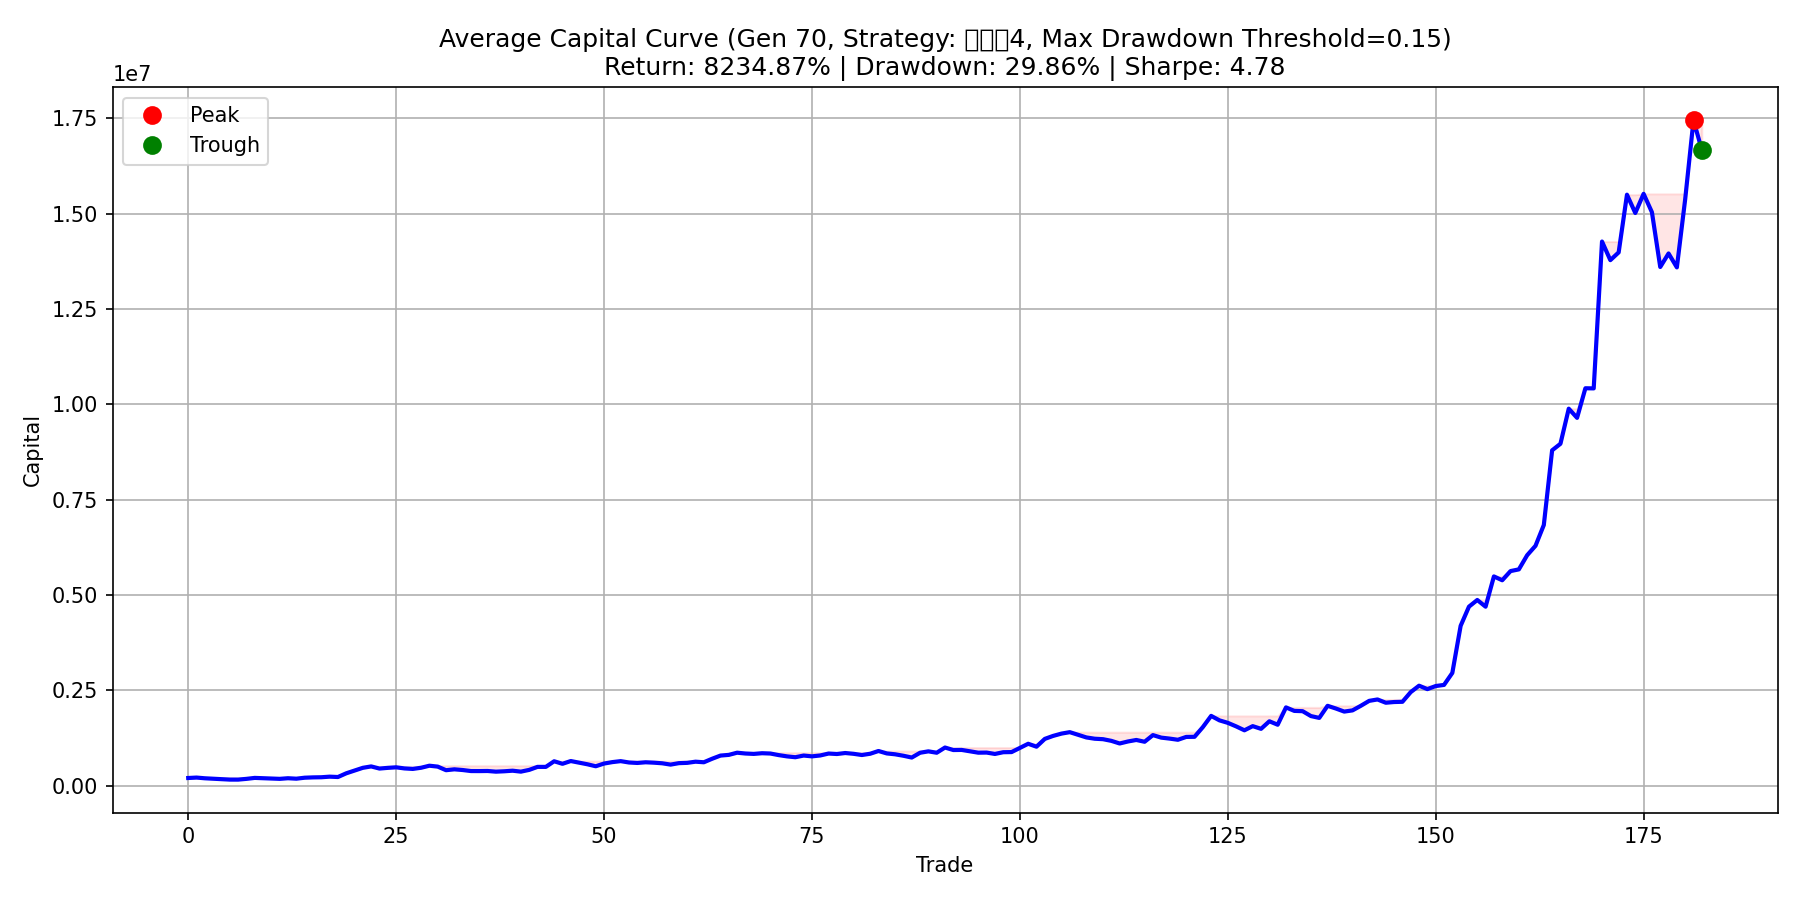 Average Capital Curve (Gen 70, Strategy: □□□4, Max Drawdown Threshold=0.15)
Return: 8234.87% | Drawdown: 29.86% | Sharpe: 4.78
1e7
Peak
Trough
1.75
1.50
1.25
1.00
0.75
0.50
0.25
0.00
Capital
0 25 50 75 100 125 150 175
Trade